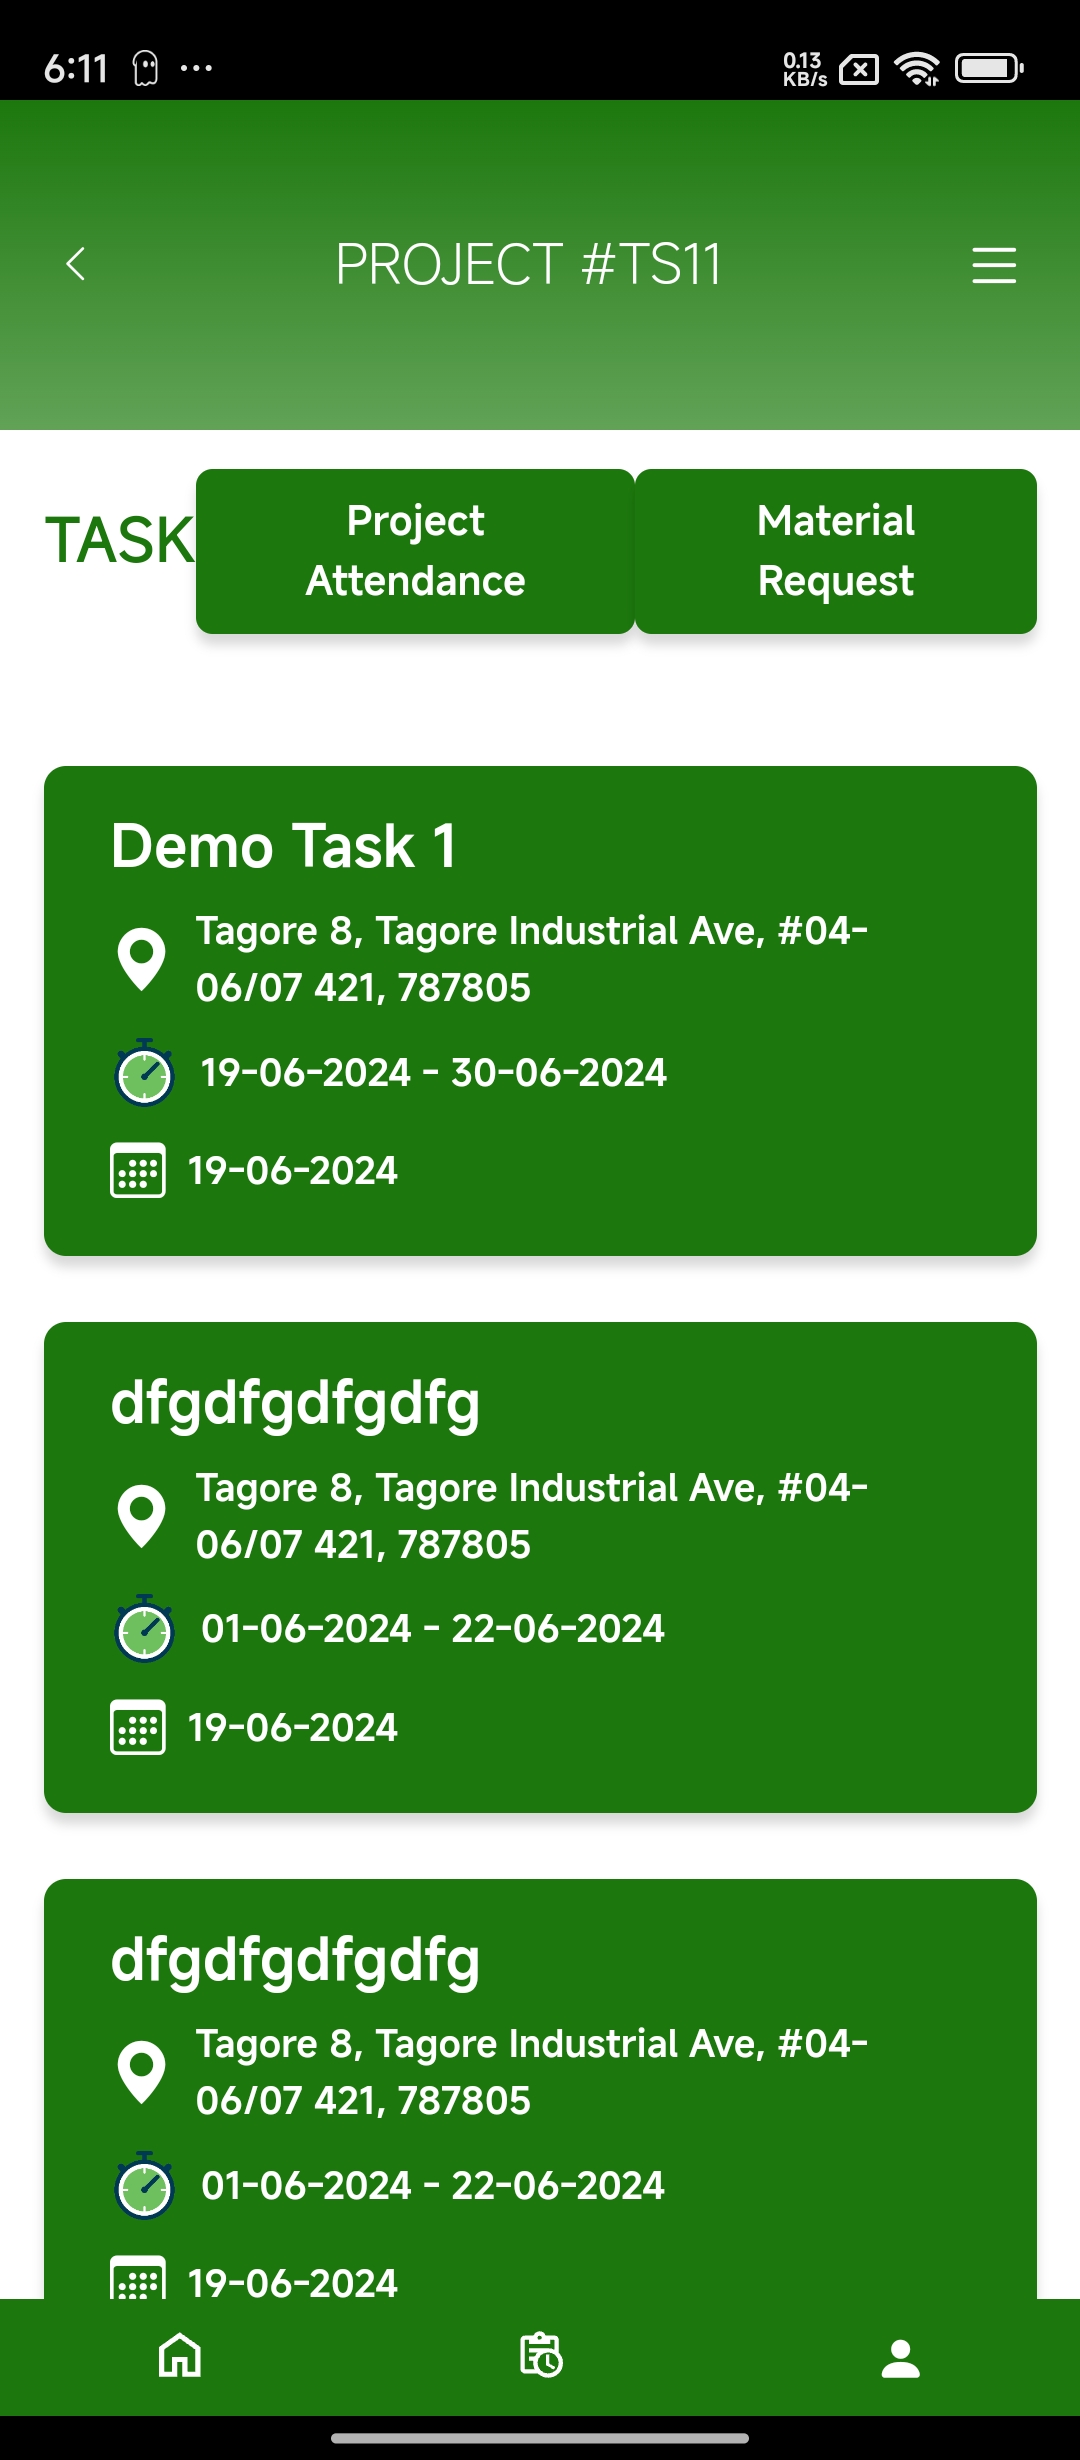 6:11 ... 0.13 KB/s
PROJECT #TS11
TASK
Project
Attendance
Material
Request
Demo Task 1
Tagore 8, Tagore Industrial Ave, #04-
06/07 421, 787805
19-06-2024 - 30-06-2024
19-06-2024
dfgdfgdfgdfg
Tagore 8, Tagore Industrial Ave, #04-
06/07 421, 787805
01-06-2024 - 22-06-2024
19-06-2024
dfgdfgdfgdfg
Tagore 8, Tagore Industrial Ave, #04-
06/07 421, 787805
01-06-2024 - 22-06-2024
19-06-2024